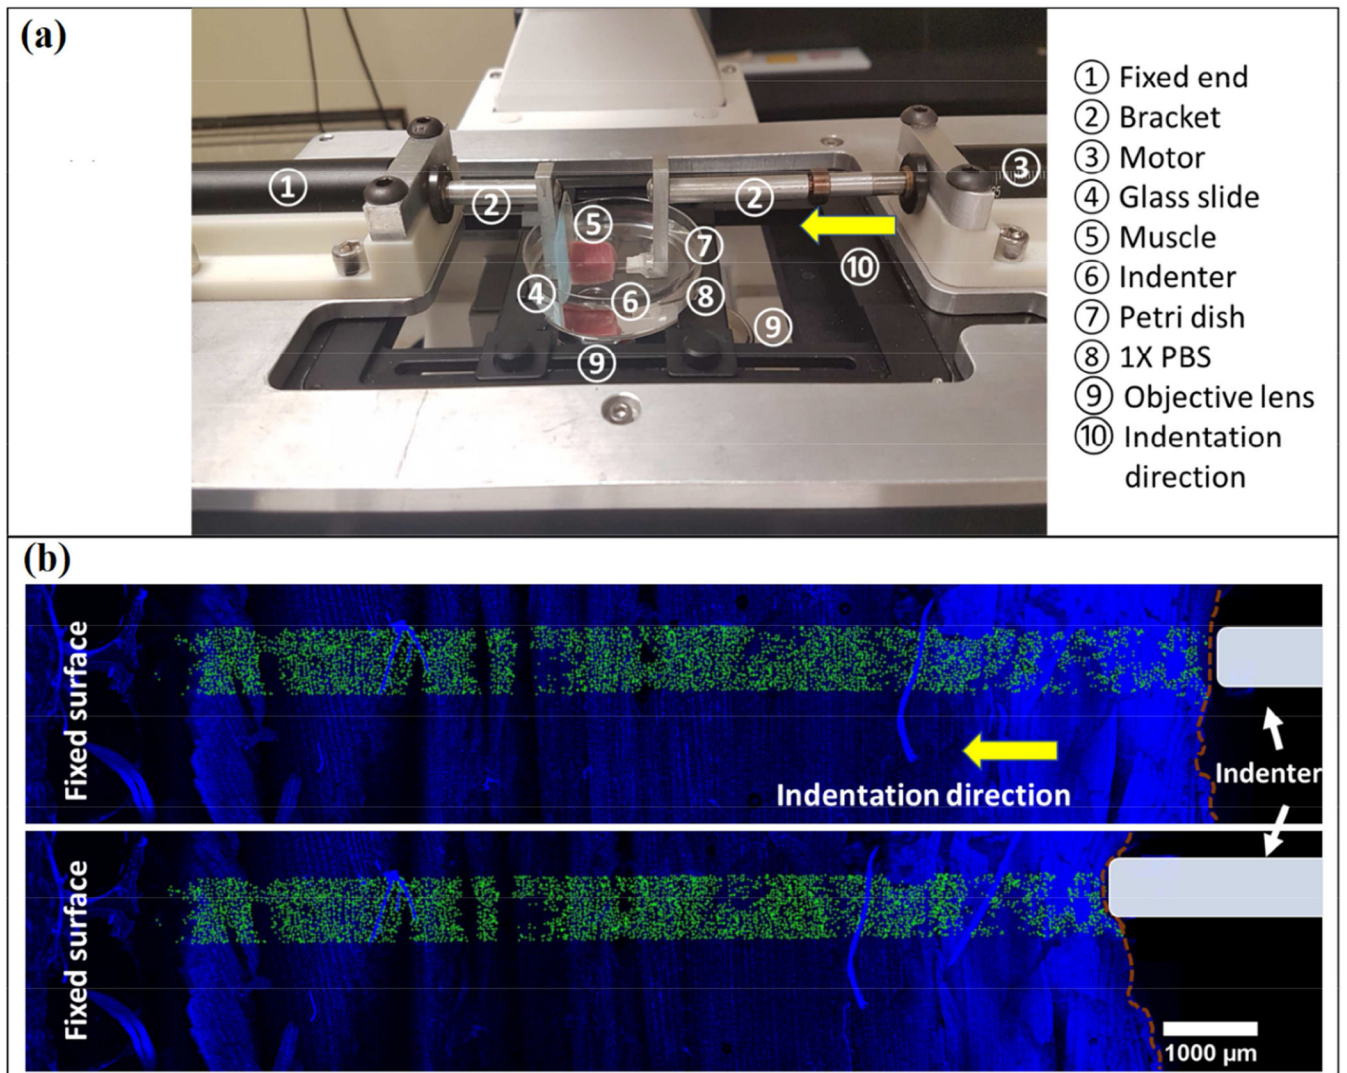 (a)
① Fixed end
② Bracket
③ Motor
④ Glass slide
⑤ Muscle
⑥ Indenter
⑦ Petri dish
⑧ 1X PBS
⑨ Objective lens
⑩ Indentation
direction
①
②
②
③
④
⑤
⑥
⑦
⑧
⑨
⑨
⑩
(b)
Fixed surface
Indentation direction
Indenter
Fixed surface
1000 µm